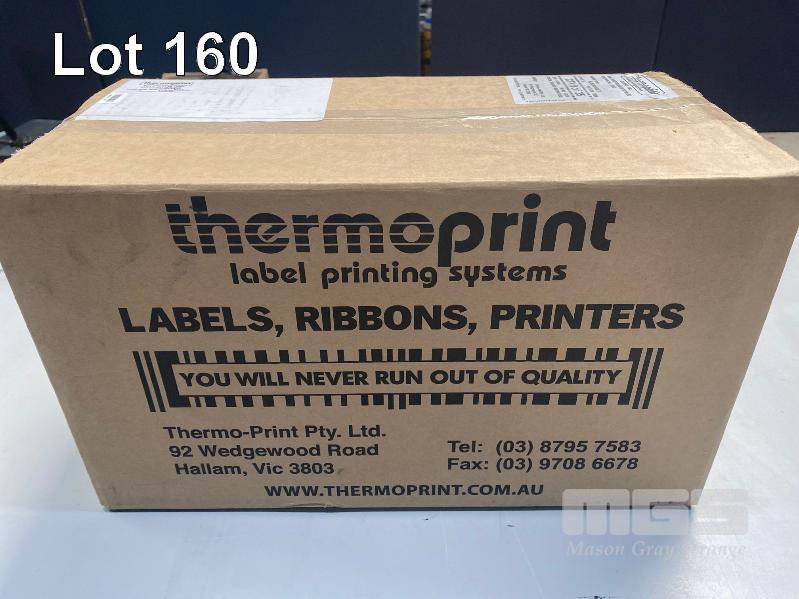 Lot 160
thermoprint
label printing systems
LABELS, RIBBONS, PRINTERS
YOU WILL NEVER RUN OUT OF QUALITY
Thermo-Print Pty. Ltd.
92 Wedgewood Road
Hallam, Vic 3803
Tel: (03) 8795 7583
Fax: (03) 9708 6678
WWW.THERMOPRINT.COM.AU
MGS
Mason Gray Strange